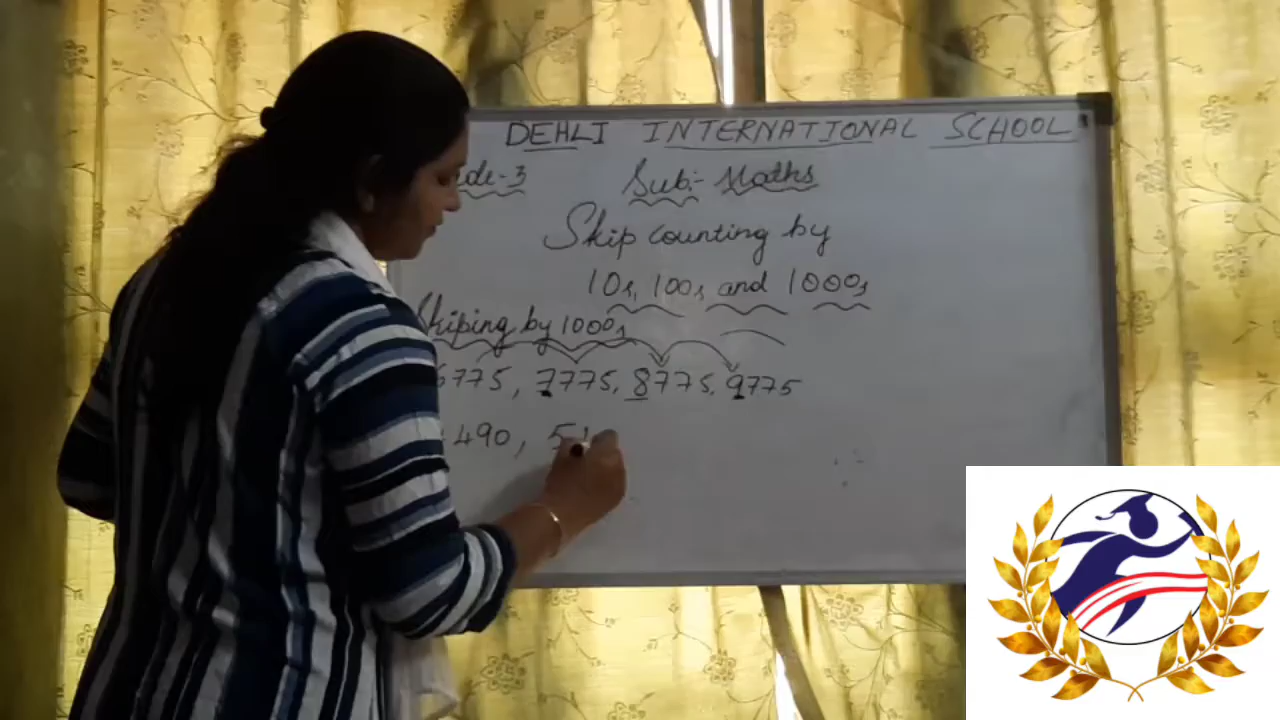 DEHLI INTERNATIONAL SCHOOL
de-3 Sub:- Maths
Skip counting by
10s, 100s and 1000s
Skiping by 1000s
6775, 7775, 8775, 9775
490, 5